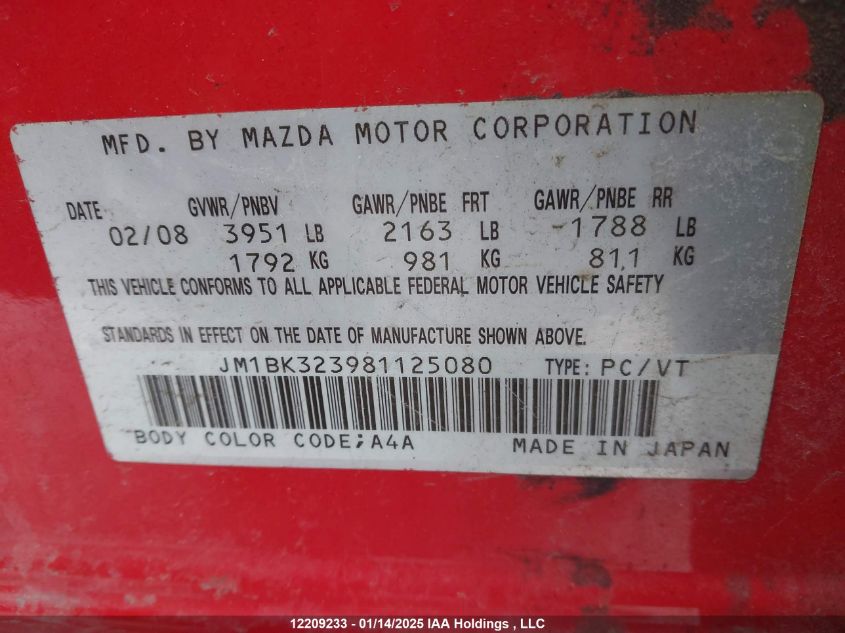 MFD. BY MAZDA MOTOR CORPORATION
DATE GVWR/PNBV GAWR/PNBE FRT GAWR/PNBE RR
02/08 3951 LB 2163 LB 1788 LB
1792 KG 981 KG 811 KG
THIS VEHICLE CONFORMS TO ALL APPLICABLE FEDERAL MOTOR VEHICLE SAFETY
STANDARDS IN EFFECT ON THE DATE OF MANUFACTURE SHOWN ABOVE.
JM1BK323981125080 TYPE: PC/VT
BODY COLOR CODE;A4A MADE IN JAPAN
12209233 - 01/14/2025 IAA Holdings , LLC